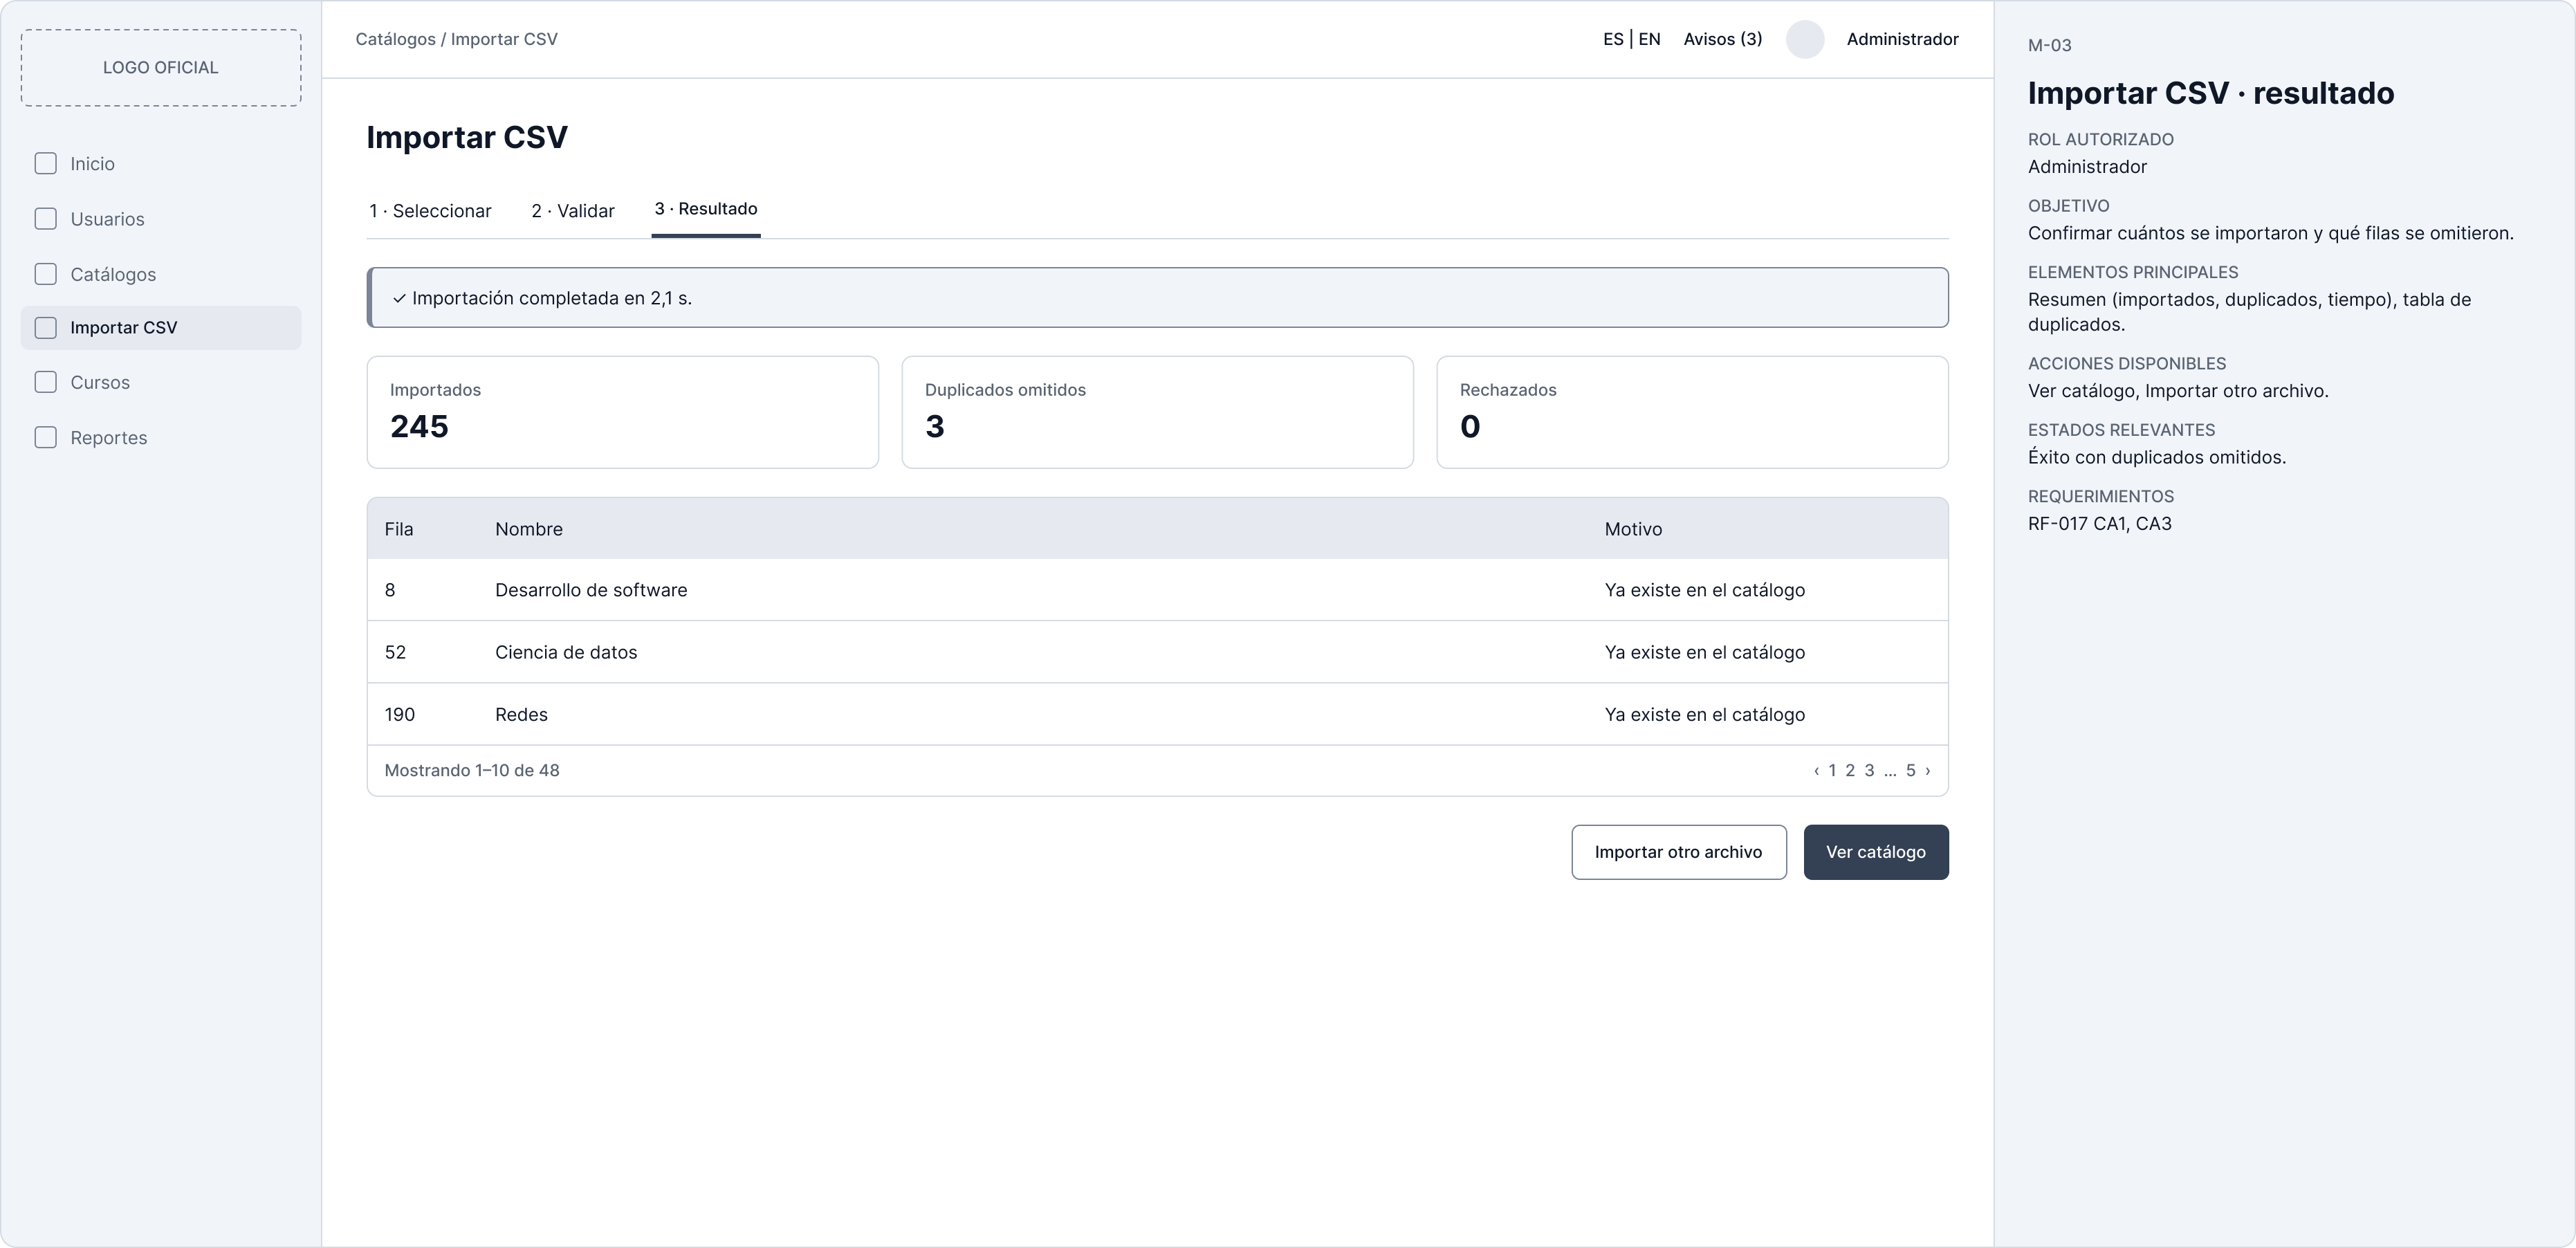 LOGO OFICIAL
Inicio
Usuarios
Catálogos
Importar CSV
Cursos
Reportes
Catálogos / Importar CSV
ES | EN Avisos (3) Administrador
Importar CSV
1 · Seleccionar 2 · Validar 3 · Resultado
✓ Importación completada en 2,1 s.
Importados
245
Duplicados omitidos
3
Rechazados
0
Fila Nombre Motivo
8 Desarrollo de software Ya existe en el catálogo
52 Ciencia de datos Ya existe en el catálogo
190 Redes Ya existe en el catálogo
Mostrando 1–10 de 48 ‹ 1 2 3 … 5 ›
Importar otro archivo Ver catálogo
M-03
Importar CSV · resultado
ROL AUTORIZADO
Administrador
OBJETIVO
Confirmar cuántos se importaron y qué filas se omitieron.
ELEMENTOS PRINCIPALES
Resumen (importados, duplicados, tiempo), tabla de
duplicados.
ACCIONES DISPONIBLES
Ver catálogo, Importar otro archivo.
ESTADOS RELEVANTES
Éxito con duplicados omitidos.
REQUERIMIENTOS
RF-017 CA1, CA3